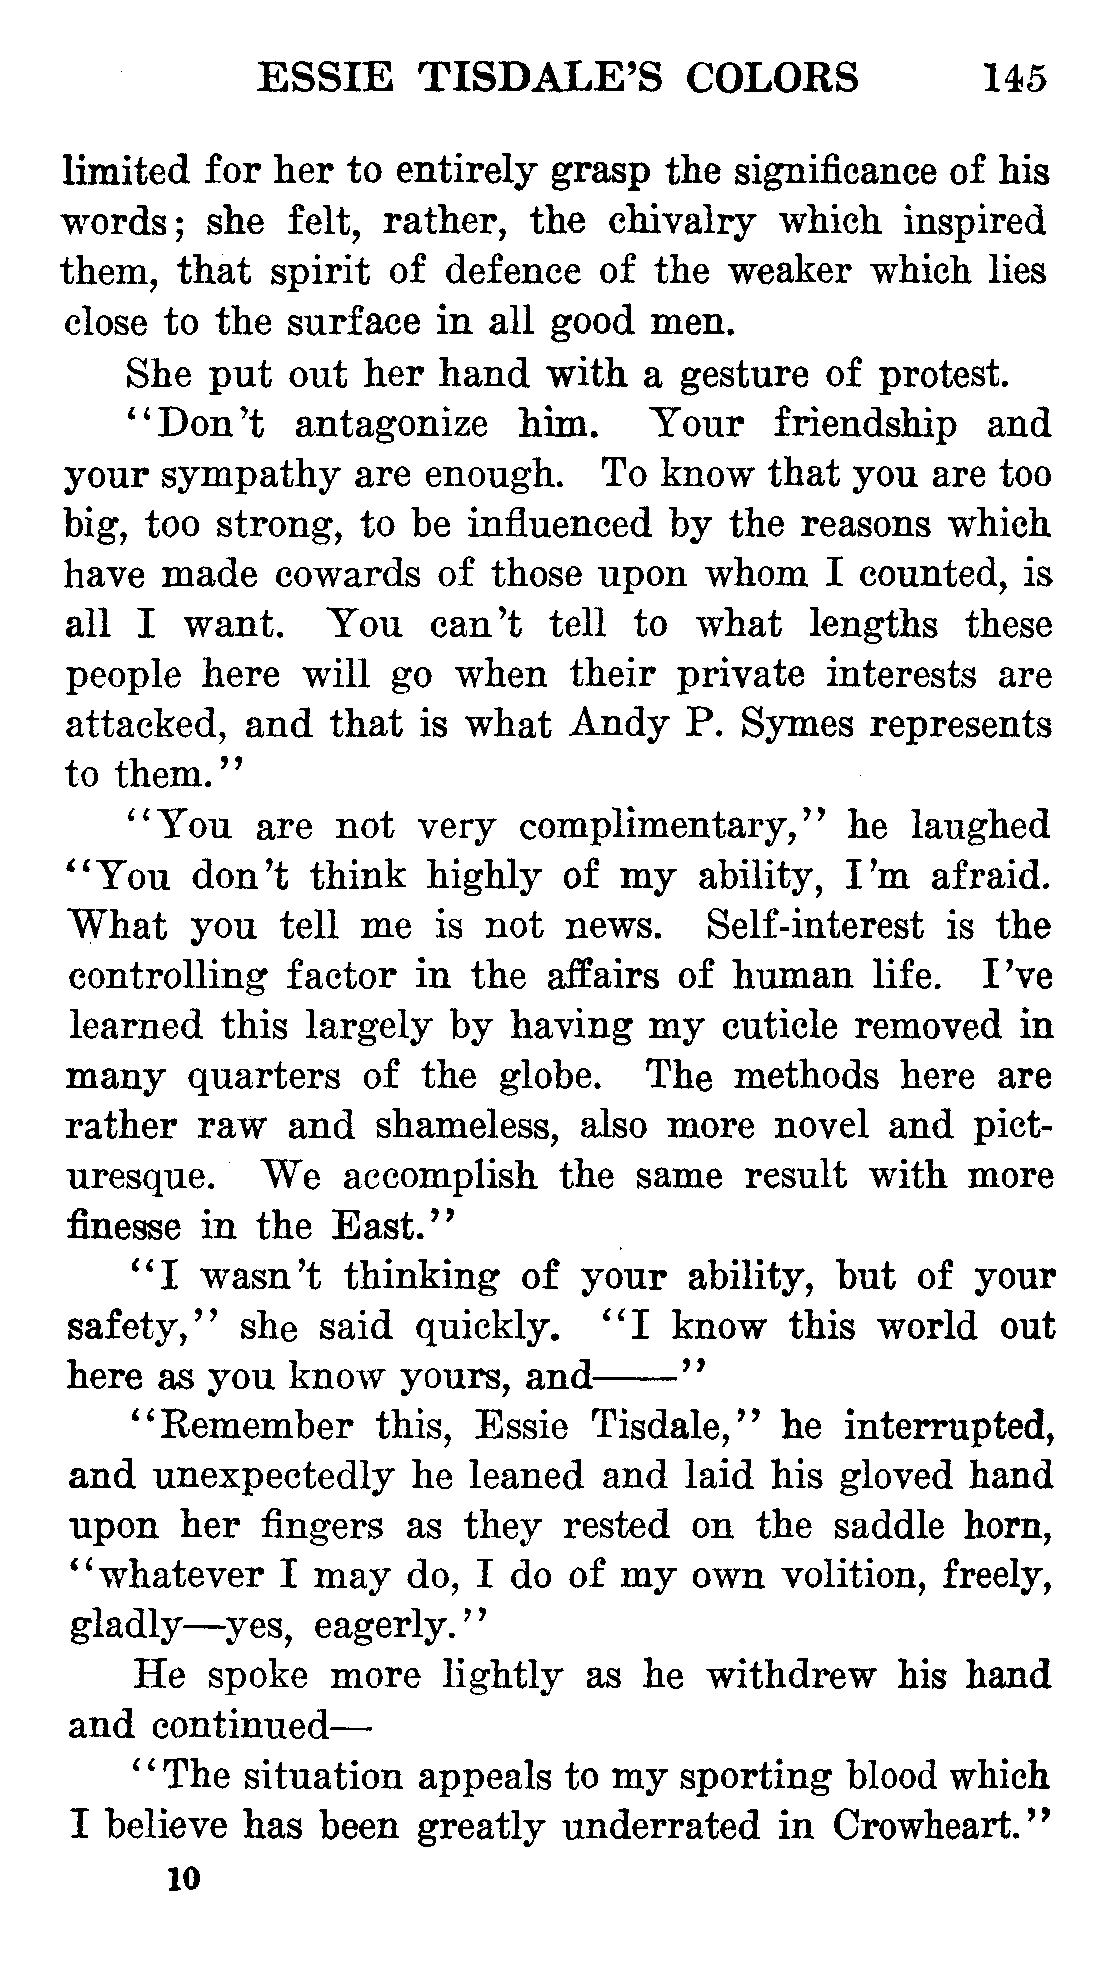 ESSIE TISDALE'S COLORS 145
limited for her to entirely grasp the significance of his
words; she felt, rather, the chivalry which inspired
them, that spirit of defence of the weaker which lies
close to the surface in all good men.
She put out her hand with a gesture of protest.
"Don't antagonize him. Your friendship and
your sympathy are enough. To know that you are too
big, too strong, to be influenced by the reasons which
have made cowards of those upon whom I counted, is
all I want. You can't tell to what lengths these
people here will go when their private interests are
attacked, and that is what Andy P. Symes represents
to them."
"You are not very complimentary," he laughed
"You don't think highly of my ability, I'm afraid.
What you tell me is not news. Self-interest is the
controlling factor in the affairs of human life. I've
learned this largely by having my cuticle removed in
many quarters of the globe. The methods here are
rather raw and shameless, also more novel and pict-
uresque. We accomplish the same result with more
finesse in the East."
"I wasn't thinking of your ability, but of your
safety," she said quickly. "I know this world out
here as you know yours, and——"
"Remember this, Essie Tisdale," he interrupted,
and unexpectedly he leaned and laid his gloved hand
upon her fingers as they rested on the saddle horn,
"whatever I may do, I do of my own volition, freely,
gladly—yes, eagerly."
He spoke more lightly as he withdrew his hand
and continued—
"The situation appeals to my sporting blood which
I believe has been greatly underrated in Crowheart."
10